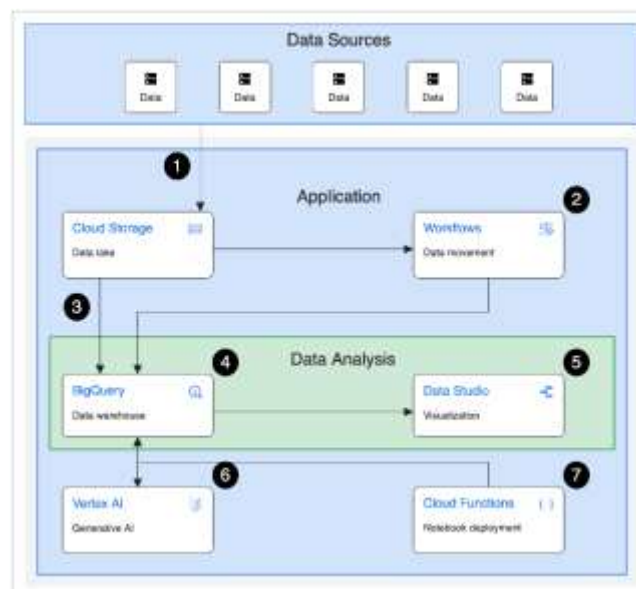 Data Sources
Data
Data
Data
Data
Data
1
Application
2
Cloud Storage
Data lake
Workflows
Data movement
3
Data Analysis
4
5
BigQuery
Data warehouse
Data Studio
Visualization
6
7
Vertex AI
Generative AI
Cloud Functions
Notebook deployment